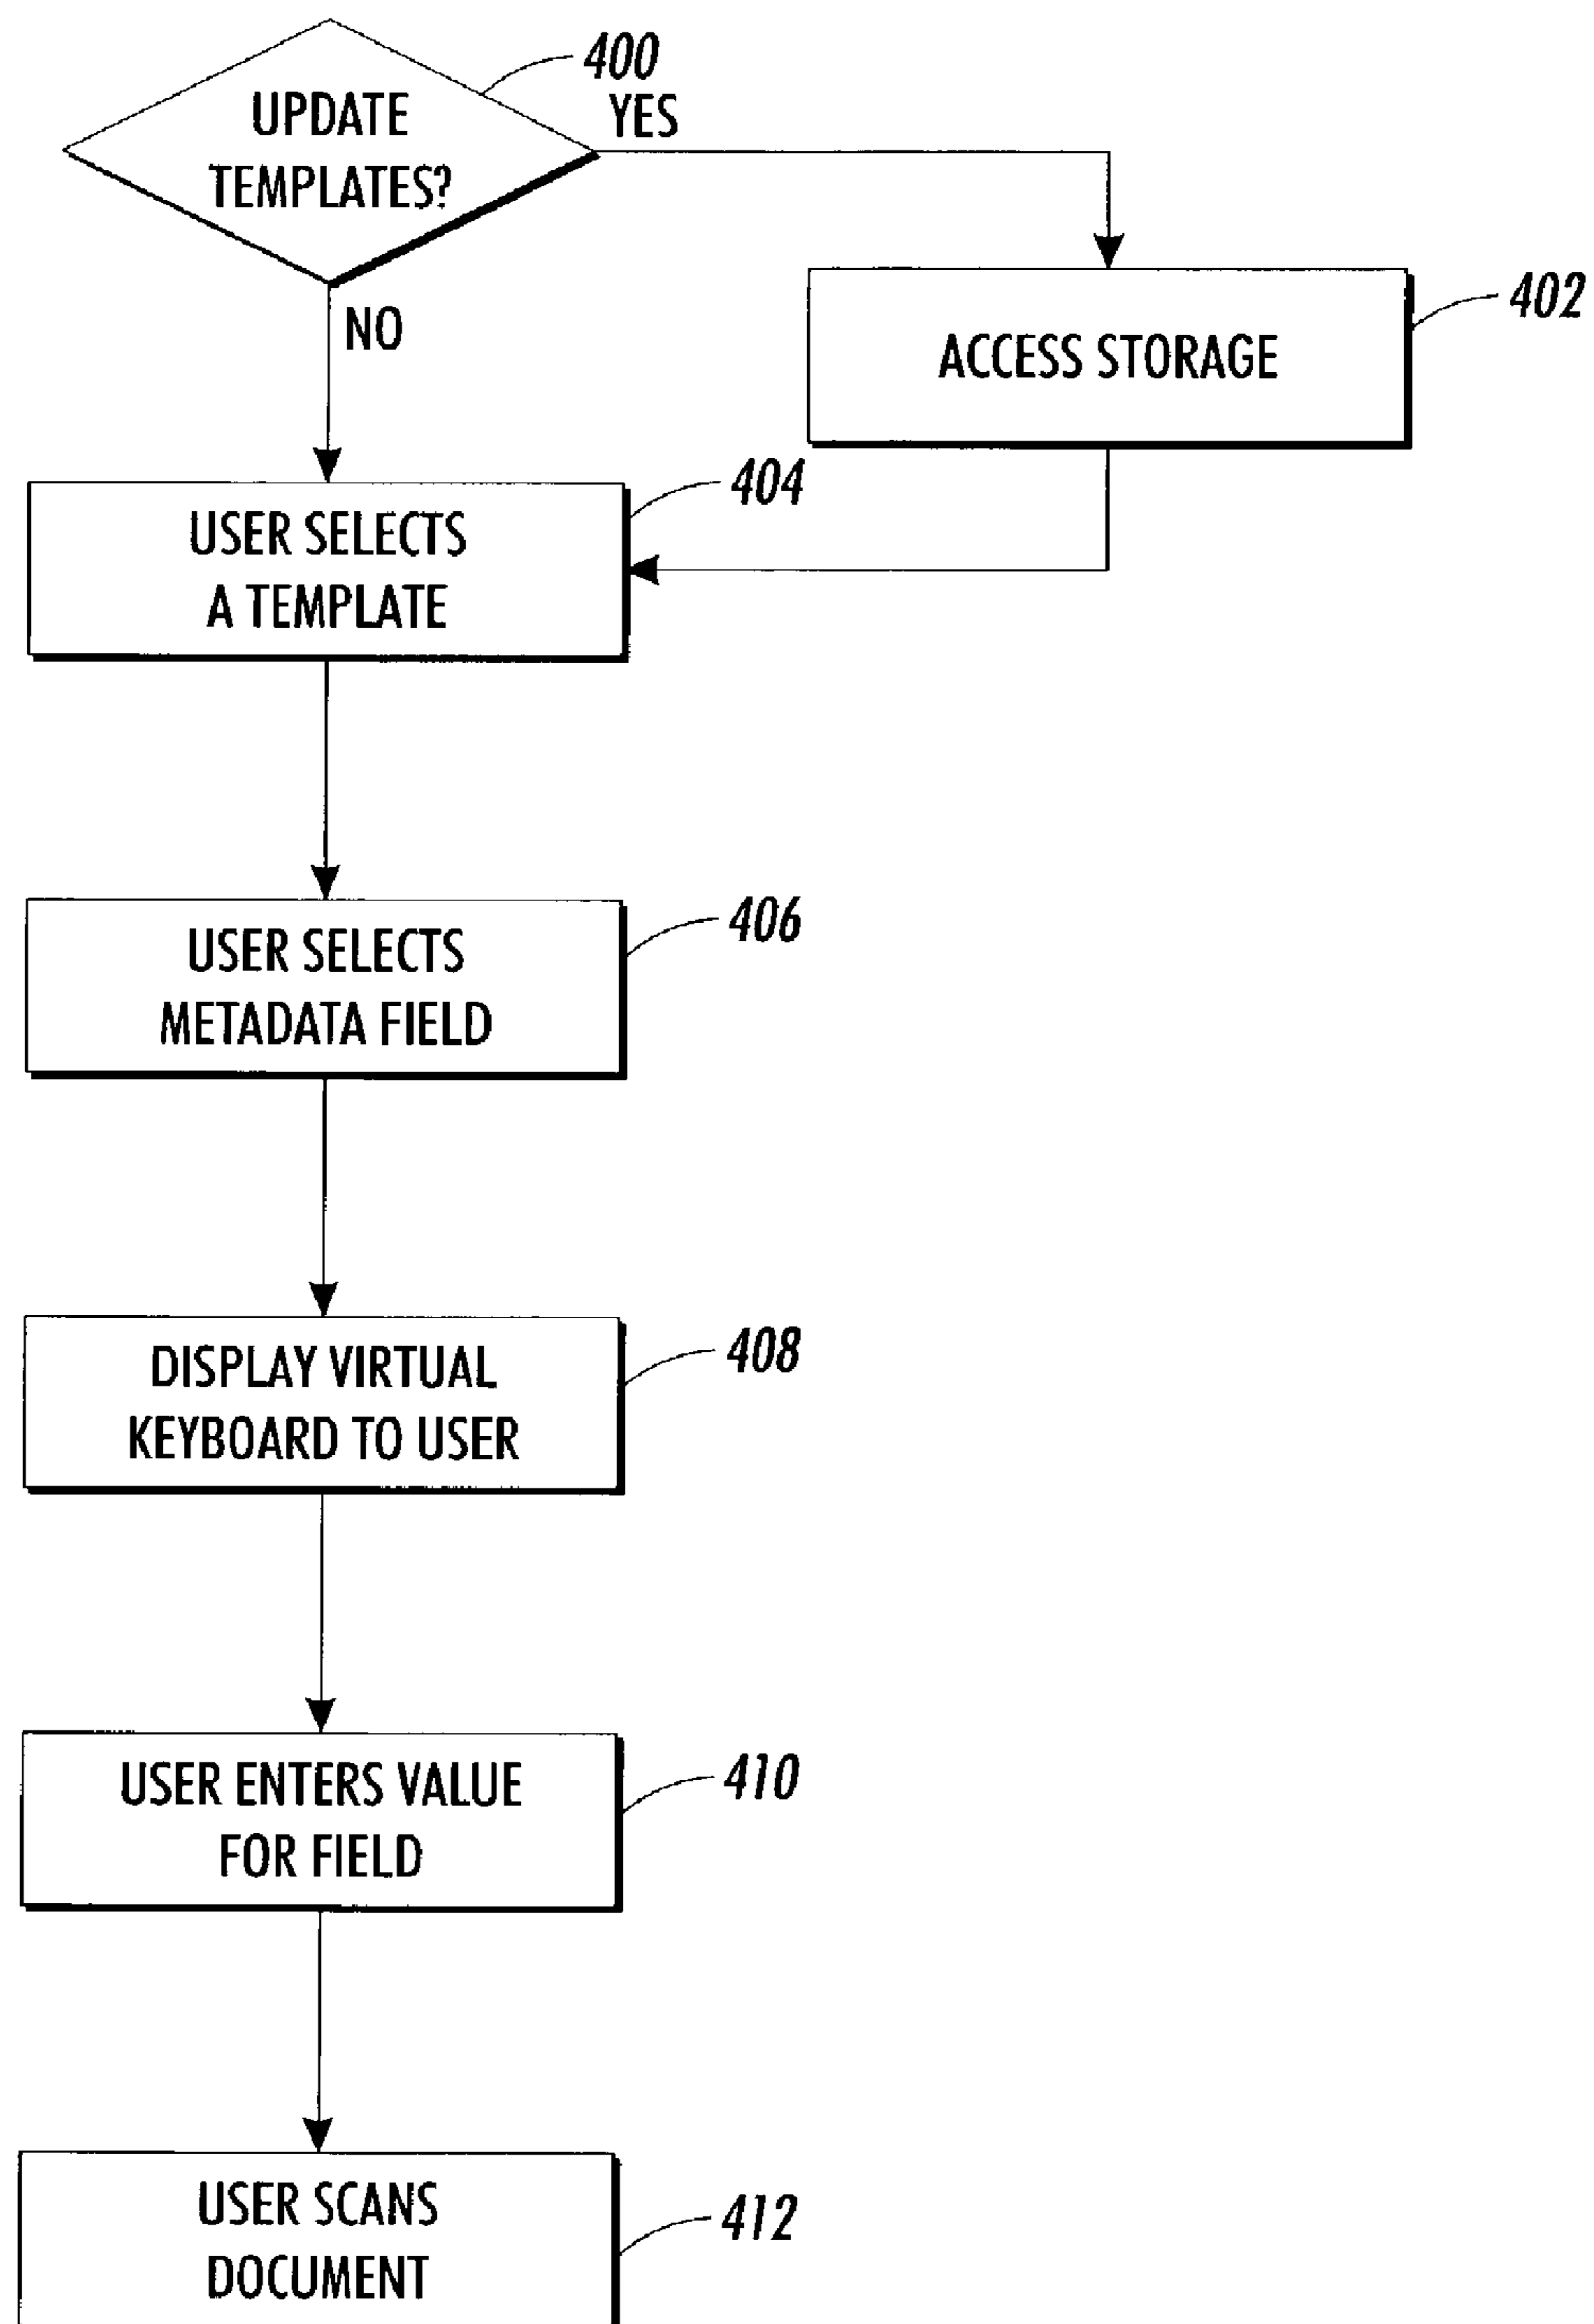 400
UPDATE
TEMPLATES?
YES
NO
402
ACCESS STORAGE
404
USER SELECTS
A TEMPLATE
406
USER SELECTS
METADATA FIELD
408
DISPLAY VIRTUAL
KEYBOARD TO USER
410
USER ENTERS VALUE
FOR FIELD
412
USER SCANS
DOCUMENT